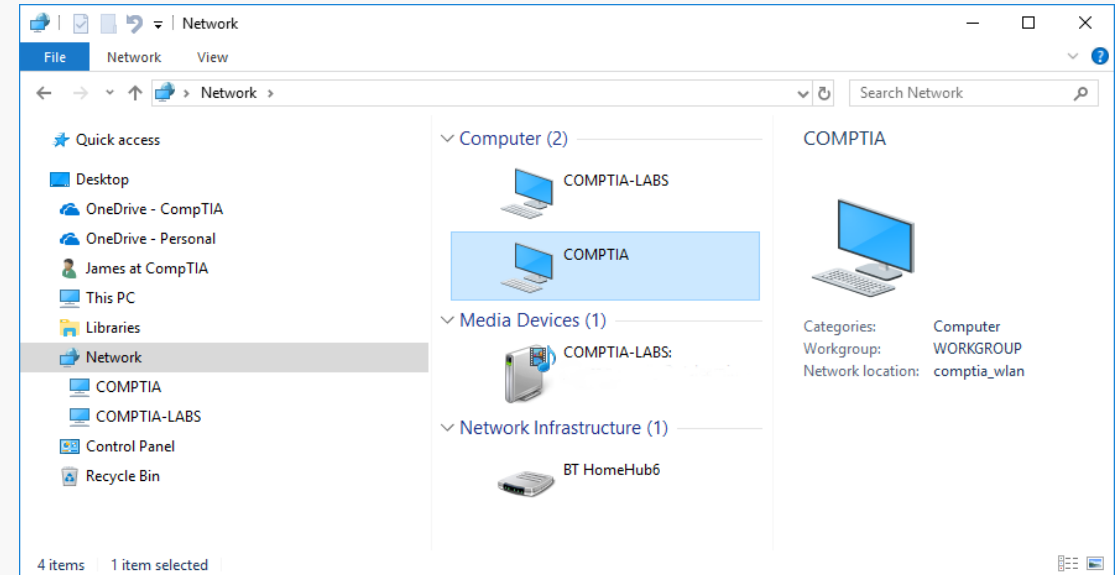 Network
File Network View
Network
Search Network
Quick access
Desktop
OneDrive - CompTIA
OneDrive - Personal
James at CompTIA
This PC
Libraries
Network
COMPTIA
COMPTIA-LABS
Control Panel
Recycle Bin
Computer (2)
COMPTIA-LABS
COMPTIA
Media Devices (1)
COMPTIA-LABS:
Network Infrastructure (1)
BT HomeHub6
COMPTIA
Categories: Computer
Workgroup: WORKGROUP
Network location: comptia_wlan
4 items 1 item selected